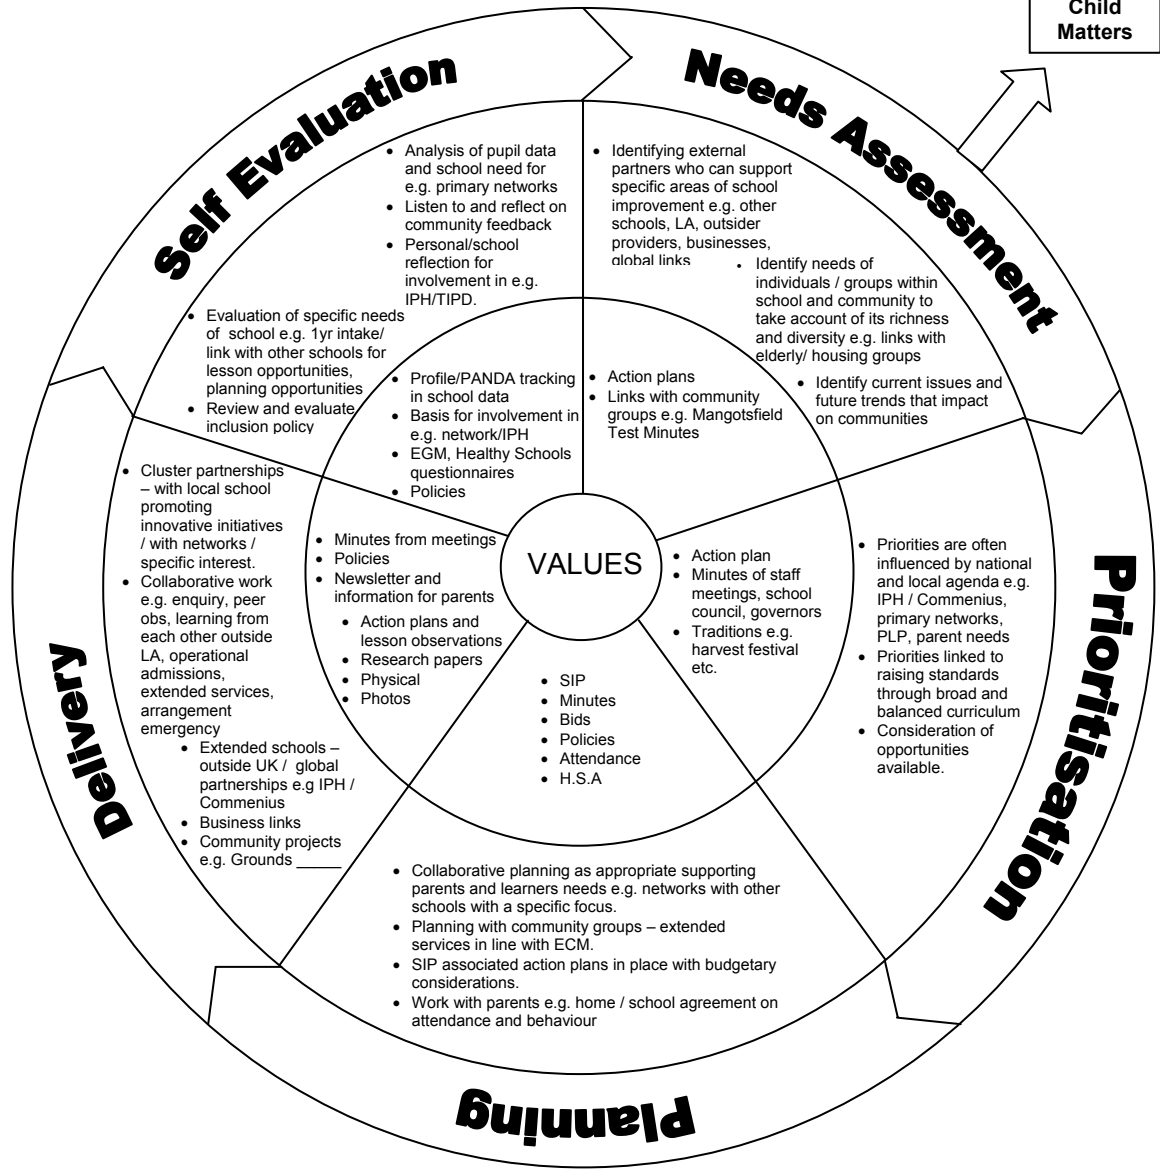 Child
Matters
Self Evaluation
Needs Assessment
Prioritisation
Planning
Delivery
• Analysis of pupil data
and school need for
e.g. primary networks
• Listen to and reflect on
community feedback
• Personal/school
reflection for
involvement in e.g.
IPH/TIPD.
• Evaluation of specific needs
of school e.g. 1yr intake/
link with other schools for
lesson opportunities,
planning opportunities
• Review and evaluate
inclusion policy
• Identifying external
partners who can support
specific areas of school
improvement e.g. other
schools, LA, outsider
providers, businesses,
global links
• Identify needs of
individuals / groups within
school and community to
take account of its richness
and diversity e.g. links with
elderly/ housing groups
• Identify current issues and
future trends that impact
on communities
• Profile/PANDA tracking
in school data
• Basis for involvement in
e.g. network/IPH
• EGM, Healthy Schools
questionnaires
• Policies
• Action plans
• Links with community
groups e.g. Mangotsfield
Test Minutes
• Cluster partnerships
– with local school
promoting
innovative initiatives
/ with networks /
specific interest.
• Collaborative work
e.g. enquiry, peer
obs, learning from
each other outside
LA, operational
admissions,
extended services,
arrangement
emergency
• Extended schools –
outside UK / global
partnerships e.g IPH /
Commenius
• Business links
• Community projects
e.g. Grounds _____
• Minutes from meetings
• Policies
• Newsletter and
information for parents
• Action plans and
lesson observations
• Research papers
• Physical
• Photos
VALUES
• Action plan
• Minutes of staff
meetings, school
council, governors
• Traditions e.g.
harvest festival
etc.
• Priorities are often
influenced by national
and local agenda e.g.
IPH / Commenius,
primary networks,
PLP, parent needs
• Priorities linked to
raising standards
through broad and
balanced curriculum
• Consideration of
opportunities
available.
• SIP
• Minutes
• Bids
• Policies
• Attendance
• H.S.A
• Collaborative planning as appropriate supporting
parents and learners needs e.g. networks with other
schools with a specific focus.
• Planning with community groups – extended
services in line with ECM.
• SIP associated action plans in place with budgetary
considerations.
• Work with parents e.g. home / school agreement on
attendance and behaviour